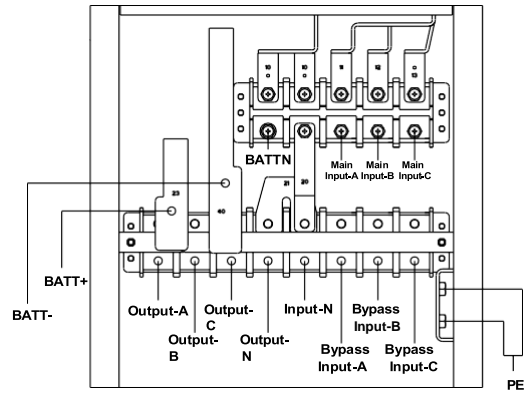 10 10 11 12 13
BATTN
Main Main Main
Input-A Input-B Input-C
23 21 20
40
BATT+
BATT-
Output-A Output-C Input-N Bypass Input-B
Output-B Output-N Bypass Input-A Bypass Input-C
PE